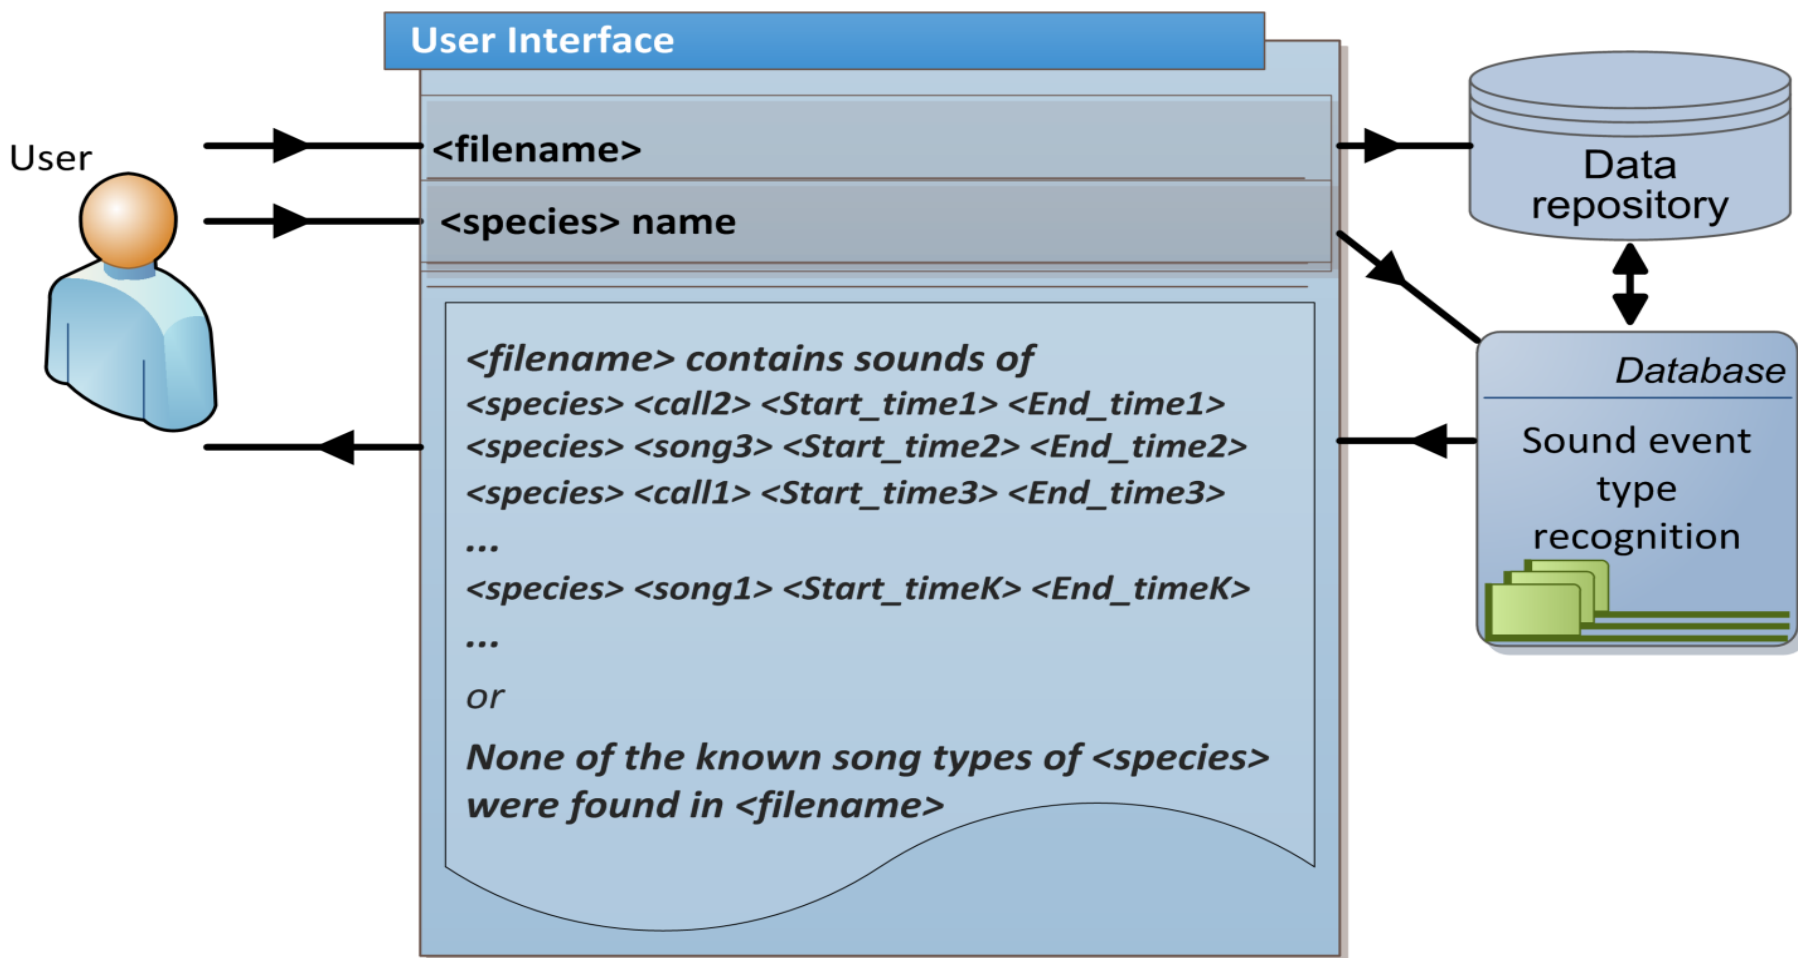 User Interface
User
<filename>
<species> name
Data
repository
<filename> contains sounds of
<species> <call2> <Start_time1> <End_time1>
<species> <song3> <Start_time2> <End_time2>
<species> <call1> <Start_time3> <End_time3>
...
<species> <song1> <Start_timeK> <End_timeK>
...
or
None of the known song types of <species>
were found in <filename>
Database
Sound event
type
recognition